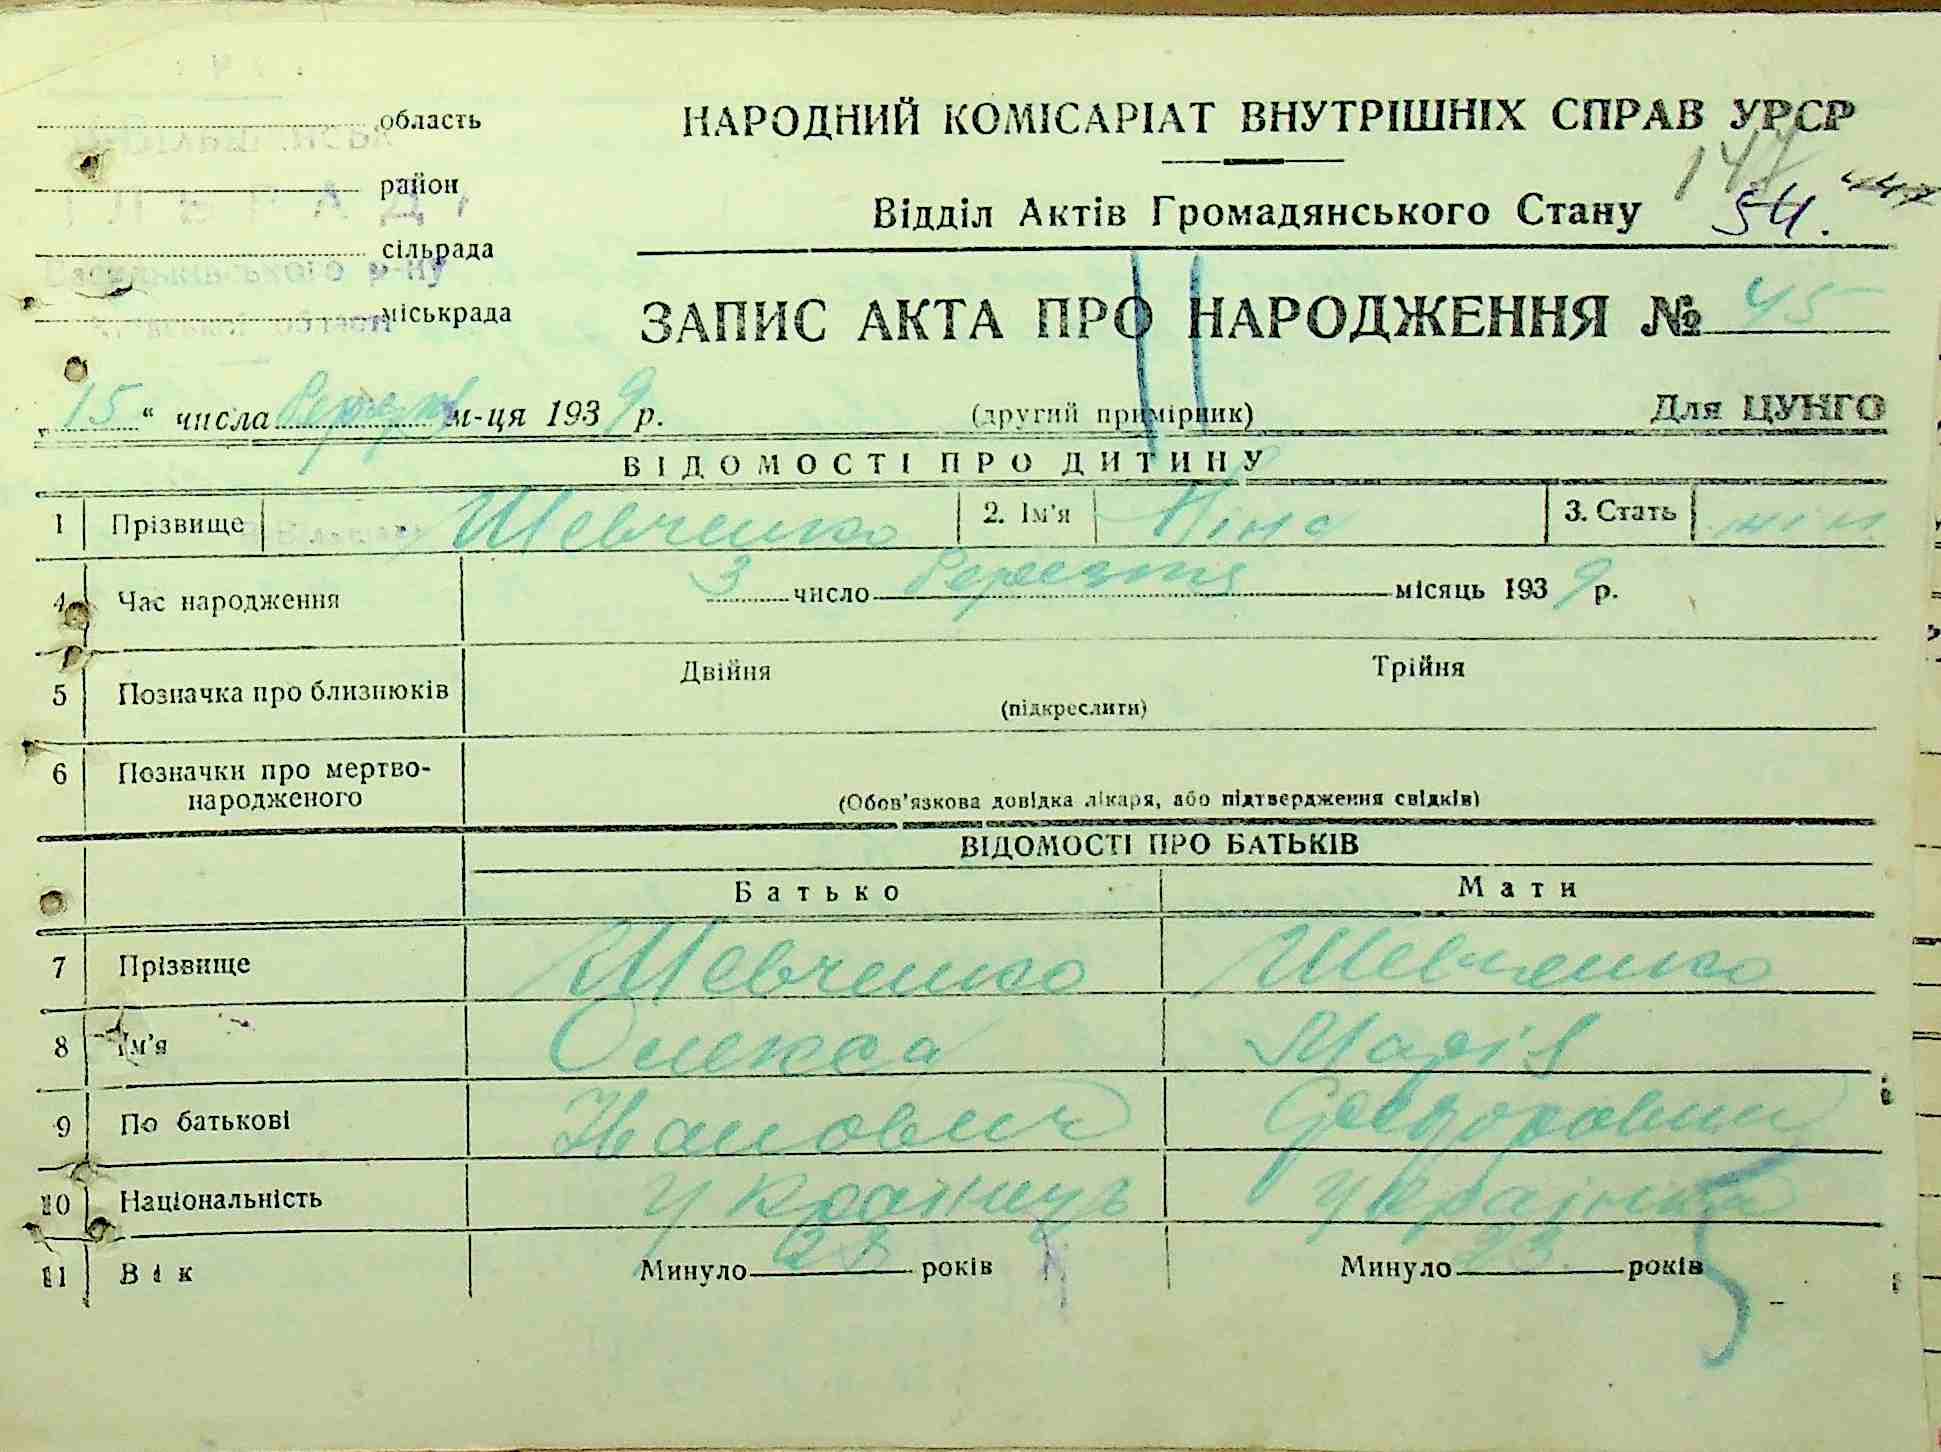 область
район
сільрада
міськрада
НАРОДНИЙ КОМІСАРІАТ ВНУТРІШНІХ СПРАВ УРСР
Відділ Актів Громадянського Стану
54.
ЗАПИС АКТА ПРО НАРОДЖЕННЯ № 45
„15“ числа м-ця 1939 р.
(другий примірник)
Для ЦУНГО
ВІДОМОСТІ ПРО ДИТИНУ
1 Прізвище Шевченко 2. Ім'я Ніна 3. Стать жін
4 Час народження 3 число Березня місяць 1939 р.
5 Позначка про близнюків Двійня Трійня
(підкреслити)
6 Позначки про мертво-
народженого
(Обов'язкова довідка лікаря, або підтвердження свідків)
ВІДОМОСТІ ПРО БАТЬКІВ
Батько Мати
7 Прізвище Шевченко Шевченко
8 Ім'я Олекса Марія
9 По батькові Іванович
10 Національність Українець Українка
11 Вік Минуло років Минуло 23 років